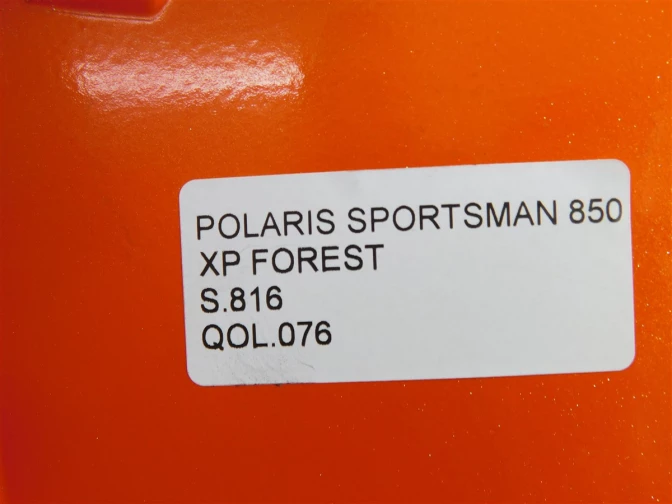 POLARIS SPORTSMAN 850
XP FOREST
S.816
QOL.076